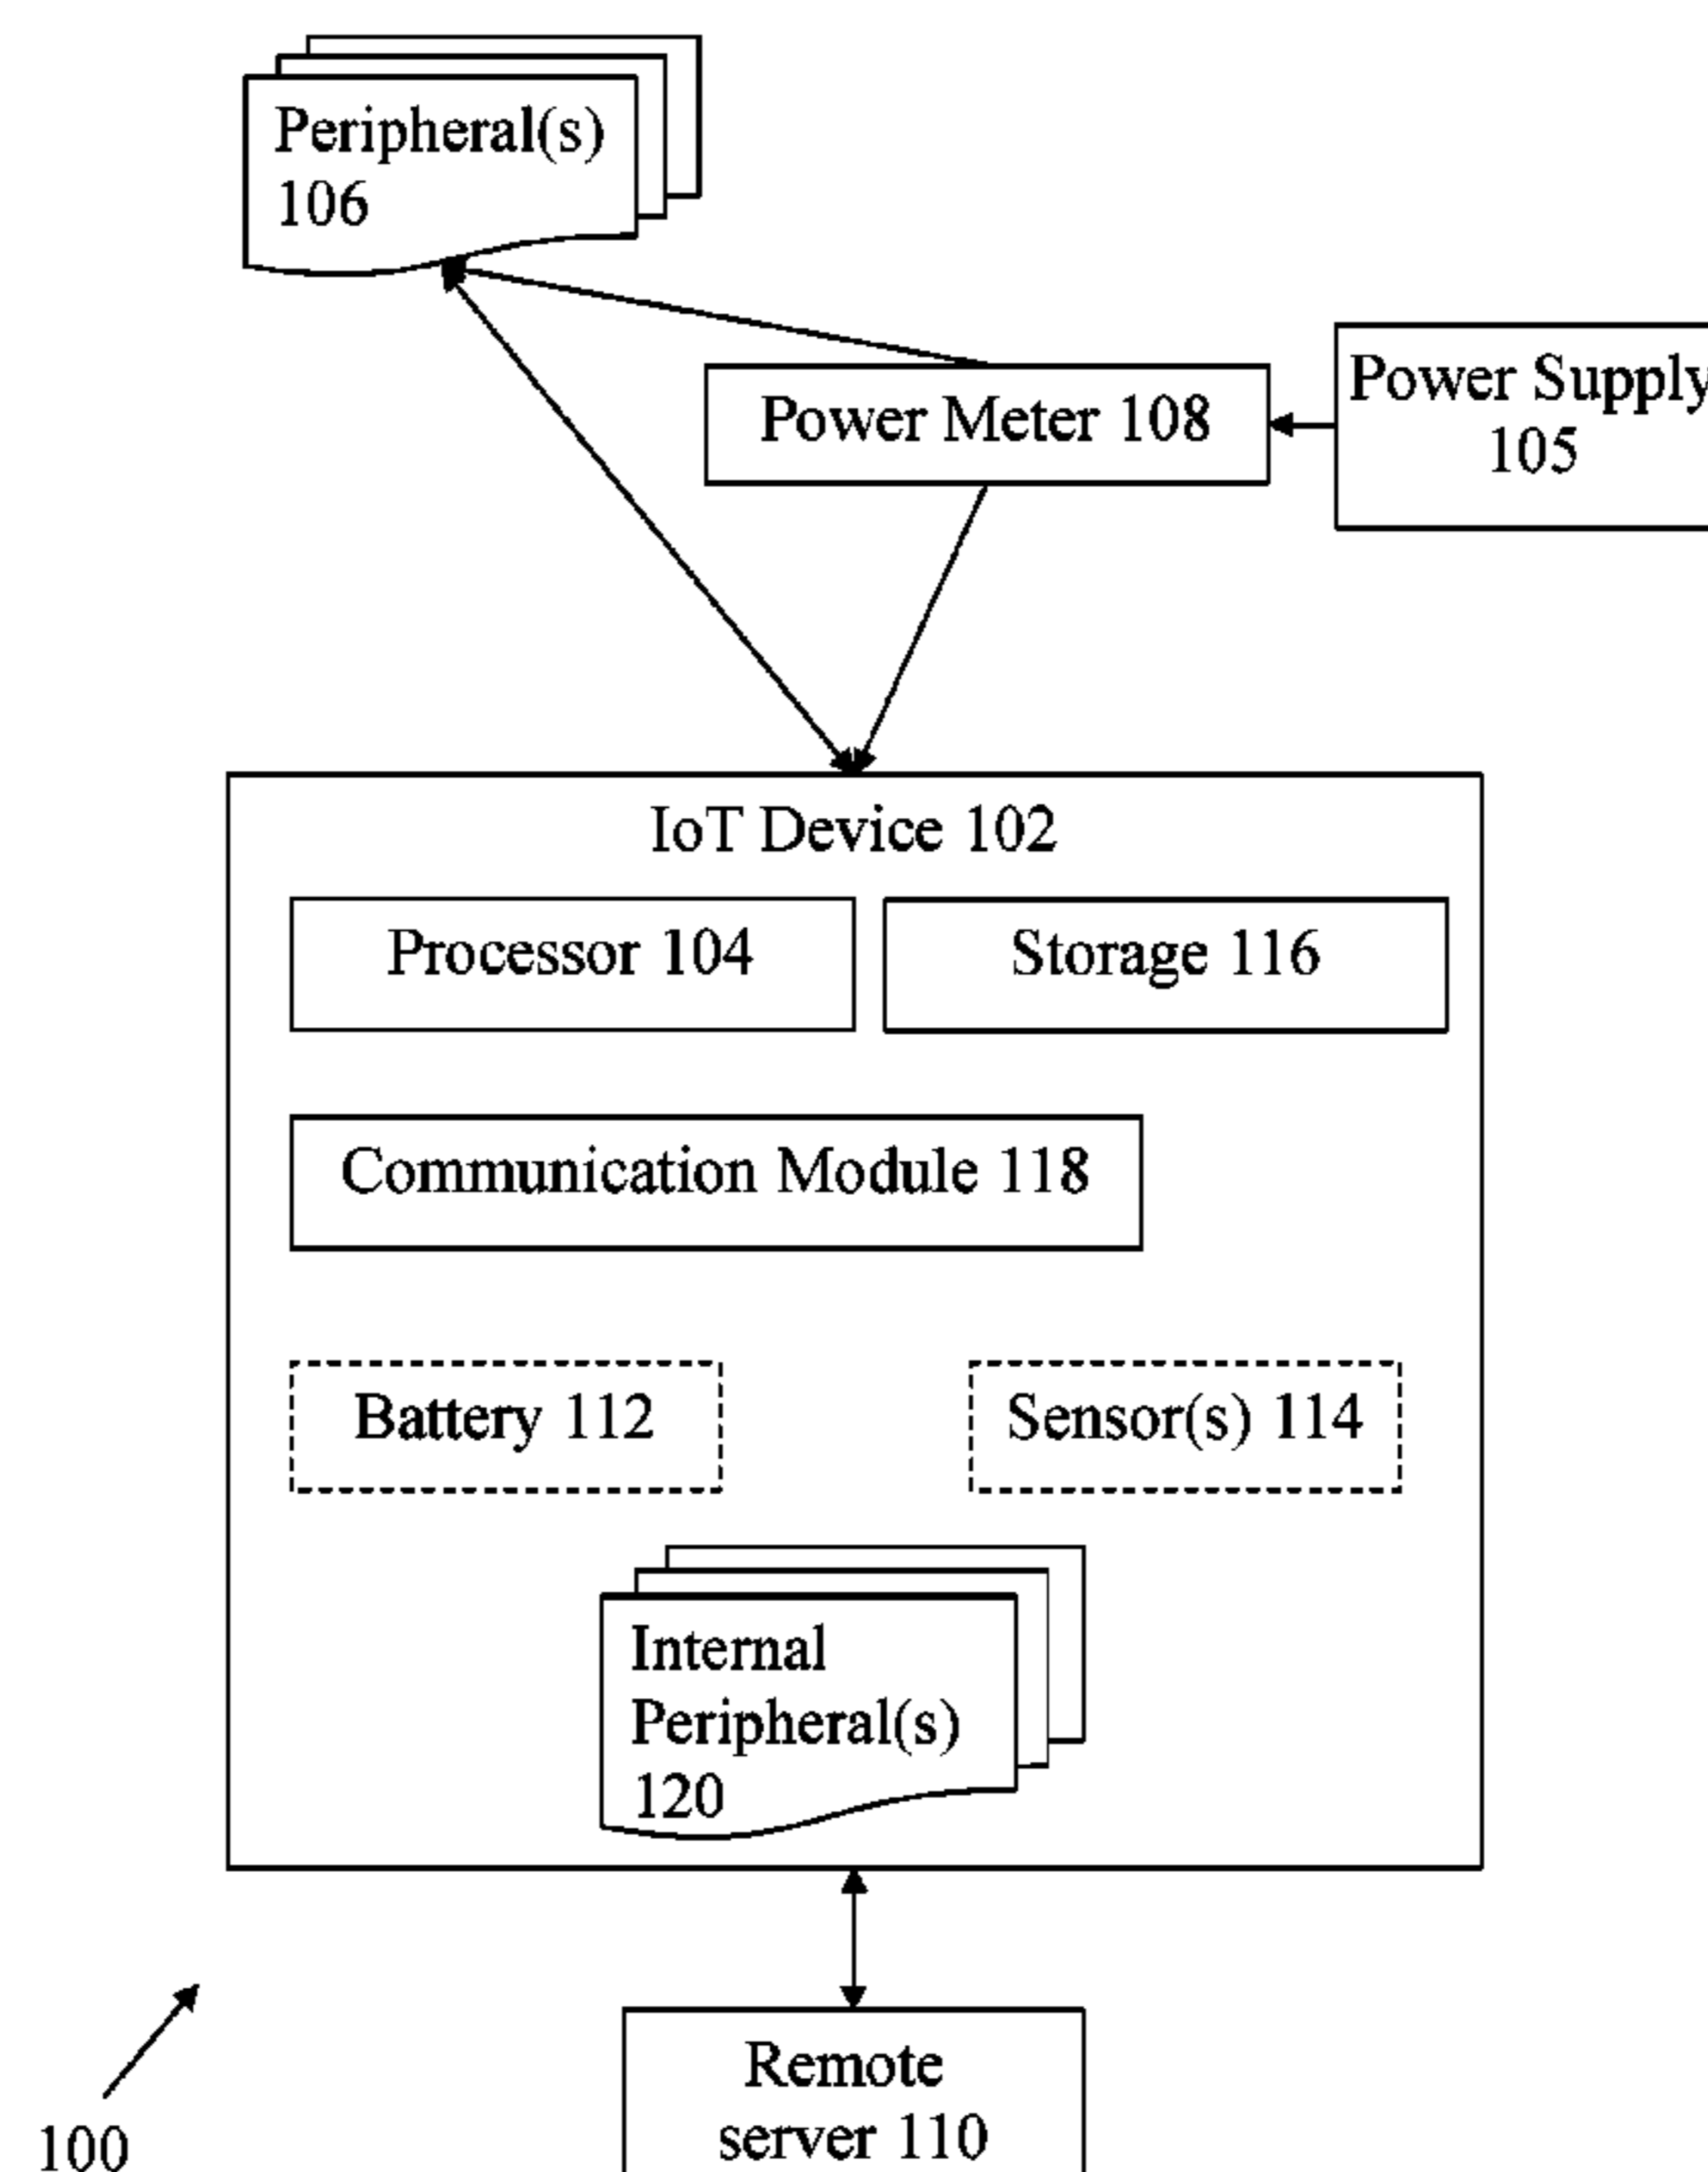 Peripheral(s)
106
Power Meter 108
Power Supply
105
IoT Device 102
Processor 104
Storage 116
Communication Module 118
Battery 112
Sensor(s) 114
Internal
Peripheral(s)
120
Remote
server 110
100